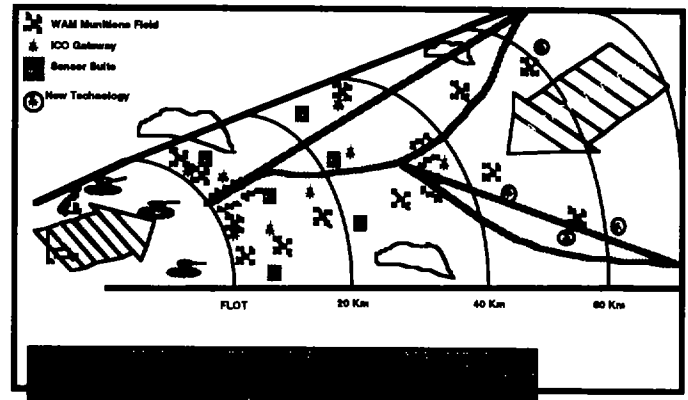 WAM Munitions Field
ICO Gateway
Sensor Suite
New Technology
FLOT 20 Km 40 Km 60 Km